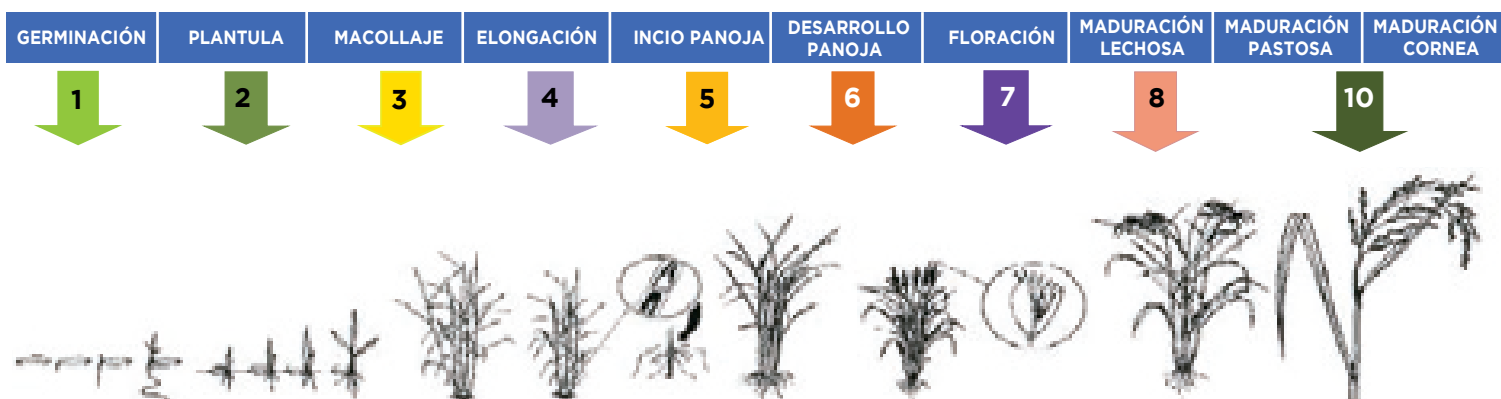 GERMINACIÓN
PLANTULA
MACOLLAJE
ELONGACIÓN
INCIO PANOJA
DESARROLLO
PANOJA
FLORACIÓN
MADURACIÓN
LECHOSA
MADURACIÓN
PASTOSA
MADURACIÓN
CORNEA
1
2
3
4
5
6
7
8
10